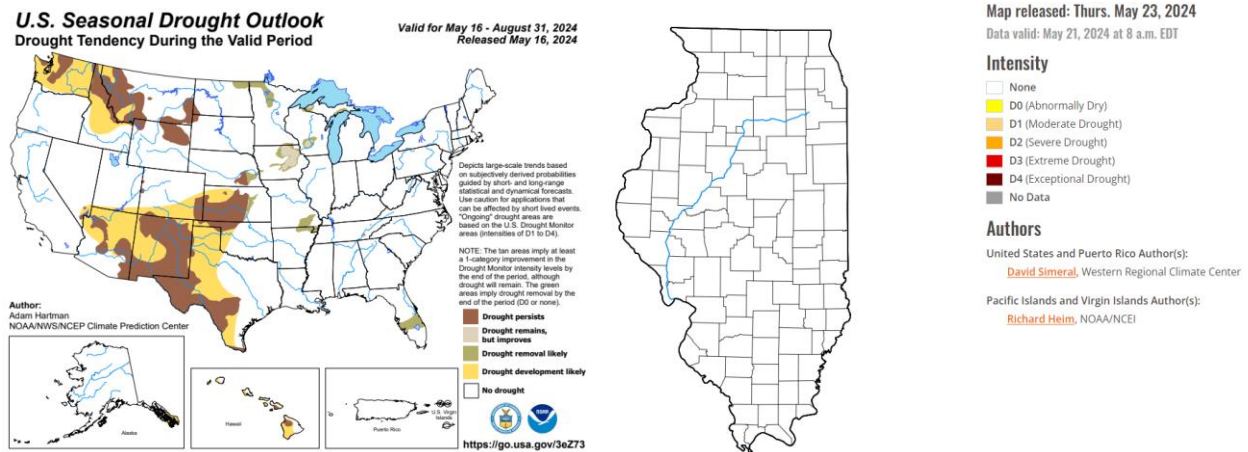 U.S. Seasonal Drought Outlook
Drought Tendency During the Valid Period
Valid for May 16 - August 31, 2024
Released May 16, 2024
Depicts large-scale trends based
on subjectively derived probabilities
guided by short- and long-range
statistical and dynamical forecasts.
Use caution for applications that
can be affected by short lived events.
"Ongoing" drought areas are
based on the U.S. Drought Monitor
areas (intensities of D1 to D4).
NOTE: The tan areas imply at least
a 1-category improvement in the
Drought Monitor intensity levels by
the end of the period, although
drought will remain. The green
areas imply drought removal by the
end of the period (D0 or none).
Author:
Adam Hartman
NOAA/NWS/NCEP Climate Prediction Center
Drought persists
Drought remains,
but improves
Drought removal likely
Drought development likely
No drought
Alaska
Hawaii
Puerto Rico
U.S. Virgin
Islands
NOAA
https://go.usa.gov/3eZ73
Map released: Thurs. May 23, 2024
Data valid: May 21, 2024 at 8 a.m. EDT
Intensity
None
D0 (Abnormally Dry)
D1 (Moderate Drought)
D2 (Severe Drought)
D3 (Extreme Drought)
D4 (Exceptional Drought)
No Data
Authors
United States and Puerto Rico Author(s):
David Simeral, Western Regional Climate Center
Pacific Islands and Virgin Islands Author(s):
Richard Heim, NOAA/NCEI